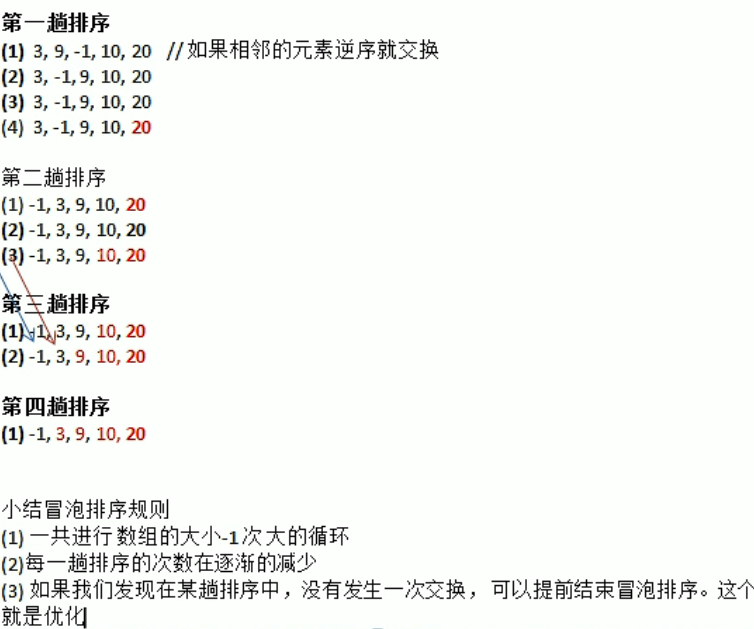 第一趟排序
(1) 3, 9, -1, 10, 20 //如果相邻的元素逆序就交换
(2) 3, -1, 9, 10, 20
(3) 3, -1, 9, 10, 20
(4) 3, -1, 9, 10, 20
第二趟排序
(1) -1, 3, 9, 10, 20
(2) -1, 3, 9, 10, 20
(3) -1, 3, 9, 10, 20
第三趟排序
(1) -1, 3, 9, 10, 20
(2) -1, 3, 9, 10, 20
第四趟排序
(1) -1, 3, 9, 10, 20
小结冒泡排序规则
(1) 一共进行 数组的大小-1 次 大的循环
(2)每一趟排序的次数在逐渐的减少
(3) 如果我们发现在某趟排序中，没有发生一次交换， 可以提前结束冒泡排序。这个
就是优化